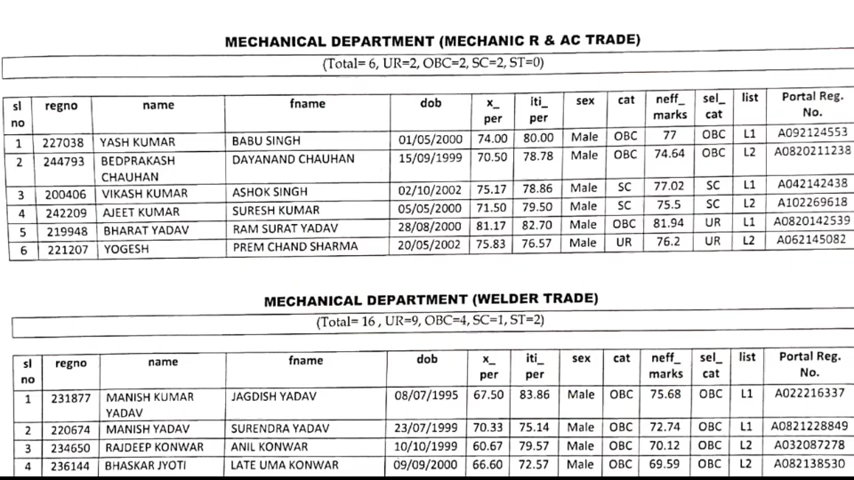 MECHANICAL DEPARTMENT (MECHANIC R & AC TRADE)
(Total= 6, UR=2, OBC=2, SC=2, ST=0)
sl no regno name fname dob x_ per iti_ per sex cat neff_ marks sel_ cat list Portal Reg. No.
1 227038 YASH KUMAR BABU SINGH 01/05/2000 74.00 80.00 Male OBC 77 OBC L1 A092124553
2 244793 BEDPRAKASH CHAUHAN DAYANAND CHAUHAN 15/09/1999 70.50 78.78 Male OBC 74.64 OBC L2 A0820211238
3 200406 VIKASH KUMAR ASHOK SINGH 02/10/2002 75.17 78.86 Male SC 77.02 SC L1 A042142438
4 242209 AJEET KUMAR SURESH KUMAR 05/05/2000 71.50 79.50 Male SC 75.5 SC L2 A102269618
5 219948 BHARAT YADAV RAM SURAT YADAV 28/08/2000 81.17 82.70 Male OBC 81.94 UR L1 A0820142539
6 221207 YOGESH PREM CHAND SHARMA 20/05/2002 75.83 76.57 Male UR 76.2 UR L2 A062145082
MECHANICAL DEPARTMENT (WELDER TRADE)
(Total= 16 , UR=9, OBC=4, SC=1, ST=2)
sl no regno name fname dob x_ per iti_ per sex cat neff_ marks sel_ cat list Portal Reg. No.
1 231877 MANISH KUMAR YADAV JAGDISH YADAV 08/07/1995 67.50 83.86 Male OBC 75.68 OBC L1 A022216337
2 220674 MANISH YADAV SURENDRA YADAV 23/07/1999 70.33 75.14 Male OBC 72.74 OBC L1 A0821228849
3 234650 RAJDEEP KONWAR ANIL KONWAR 10/10/1999 60.67 79.57 Male OBC 70.12 OBC L2 A032087278
4 236144 BHASKAR JYOTI LATE UMA KONWAR 09/09/2000 66.60 72.57 Male OBC 69.59 OBC L2 A082138530